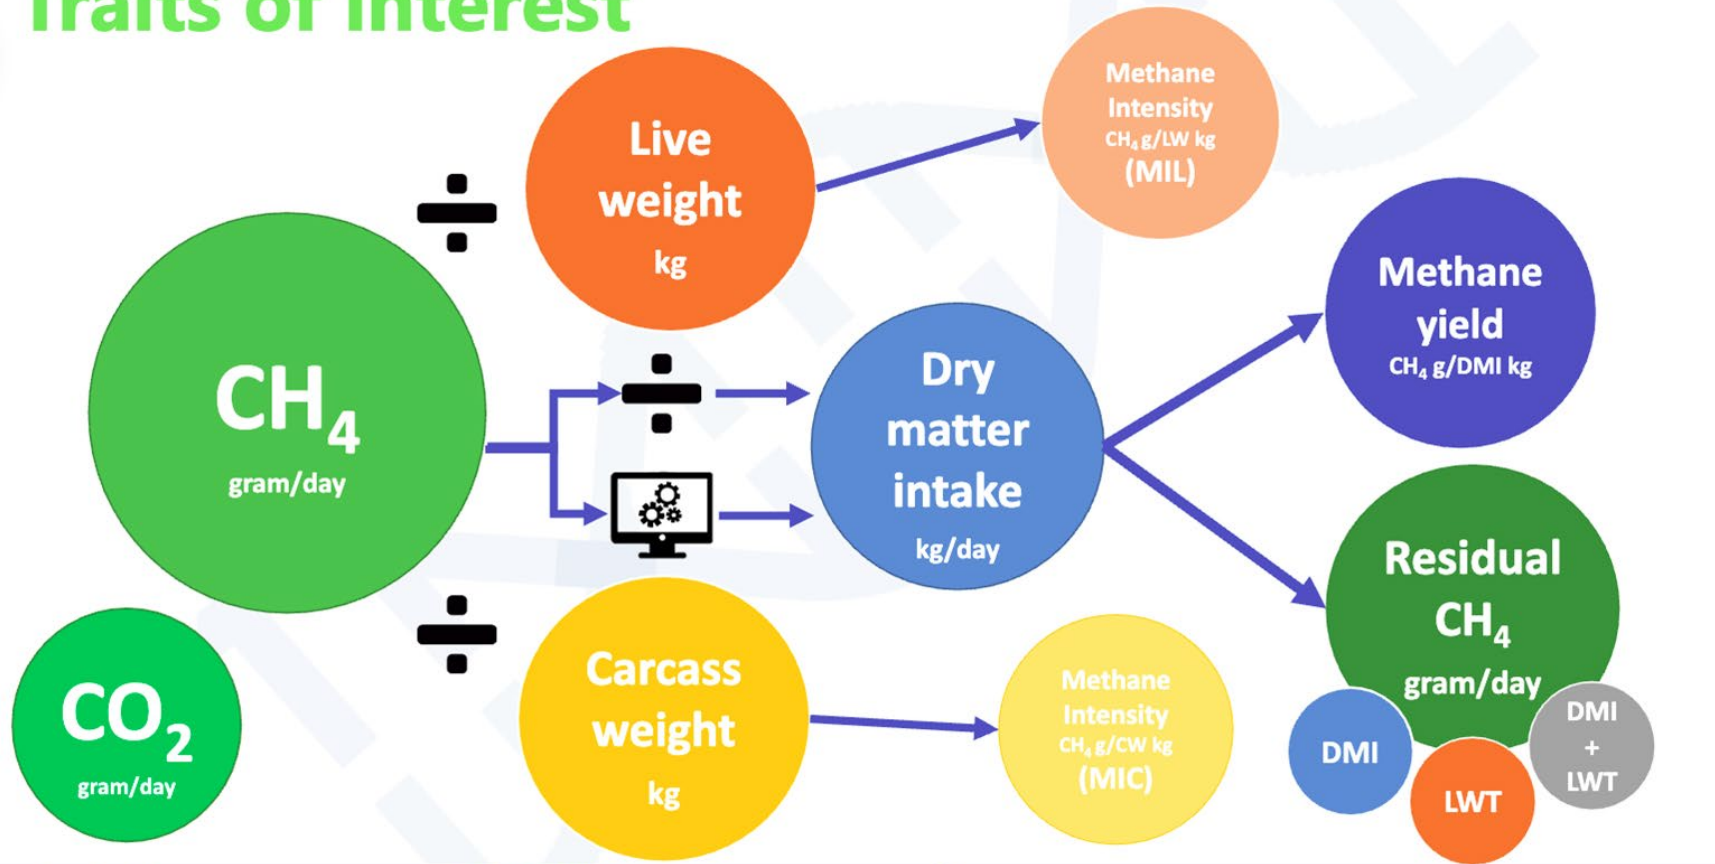 Traits of Interest
Live
weight
kg
Methane
Intensity
CH₄ g/LW kg
(MIL)
CH₄
gram/day
Dry
matter
intake
kg/day
Methane
yield
CH₄ g/DMI kg
Residual
CH₄
gram/day
DMI
LWT
DMI
+
LWT
CO₂
gram/day
Carcass
weight
kg
Methane
Intensity
CH₄ g/CW kg
(MIC)